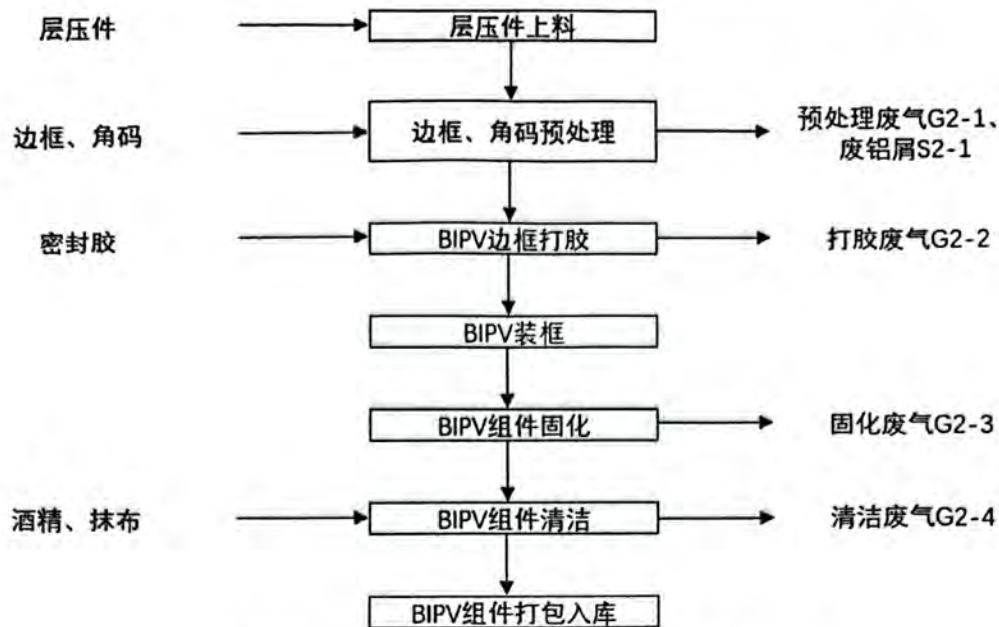 层压件
层压件上料
边框、角码
边框、角码预处理
预处理废气G2-1、
废铝屑S2-1
密封胶
BIPV边框打胶
打胶废气G2-2
BIPV装框
BIPV组件固化
固化废气G2-3
酒精、抹布
BIPV组件清洁
清洁废气G2-4
BIPV组件打包入库